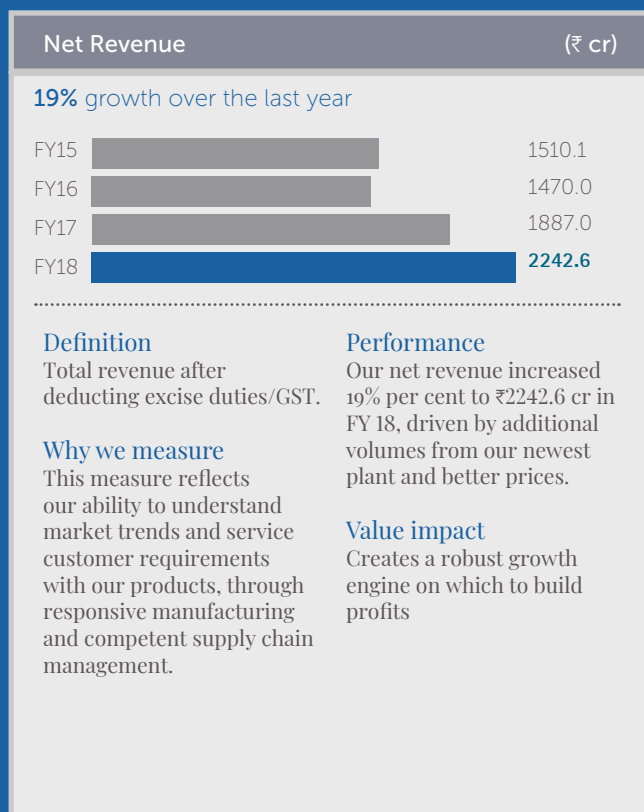 Net Revenue (₹ cr)
19% growth over the last year
FY15 1510.1
FY16 1470.0
FY17 1887.0
FY18 2242.6
Definition
Total revenue after
deducting excise duties/GST.
Why we measure
This measure reflects
our ability to understand
market trends and service
customer requirements
with our products, through
responsive manufacturing
and competent supply chain
management.
Performance
Our net revenue increased
19% per cent to ₹2242.6 cr in
FY 18, driven by additional
volumes from our newest
plant and better prices.
Value impact
Creates a robust growth
engine on which to build
profits